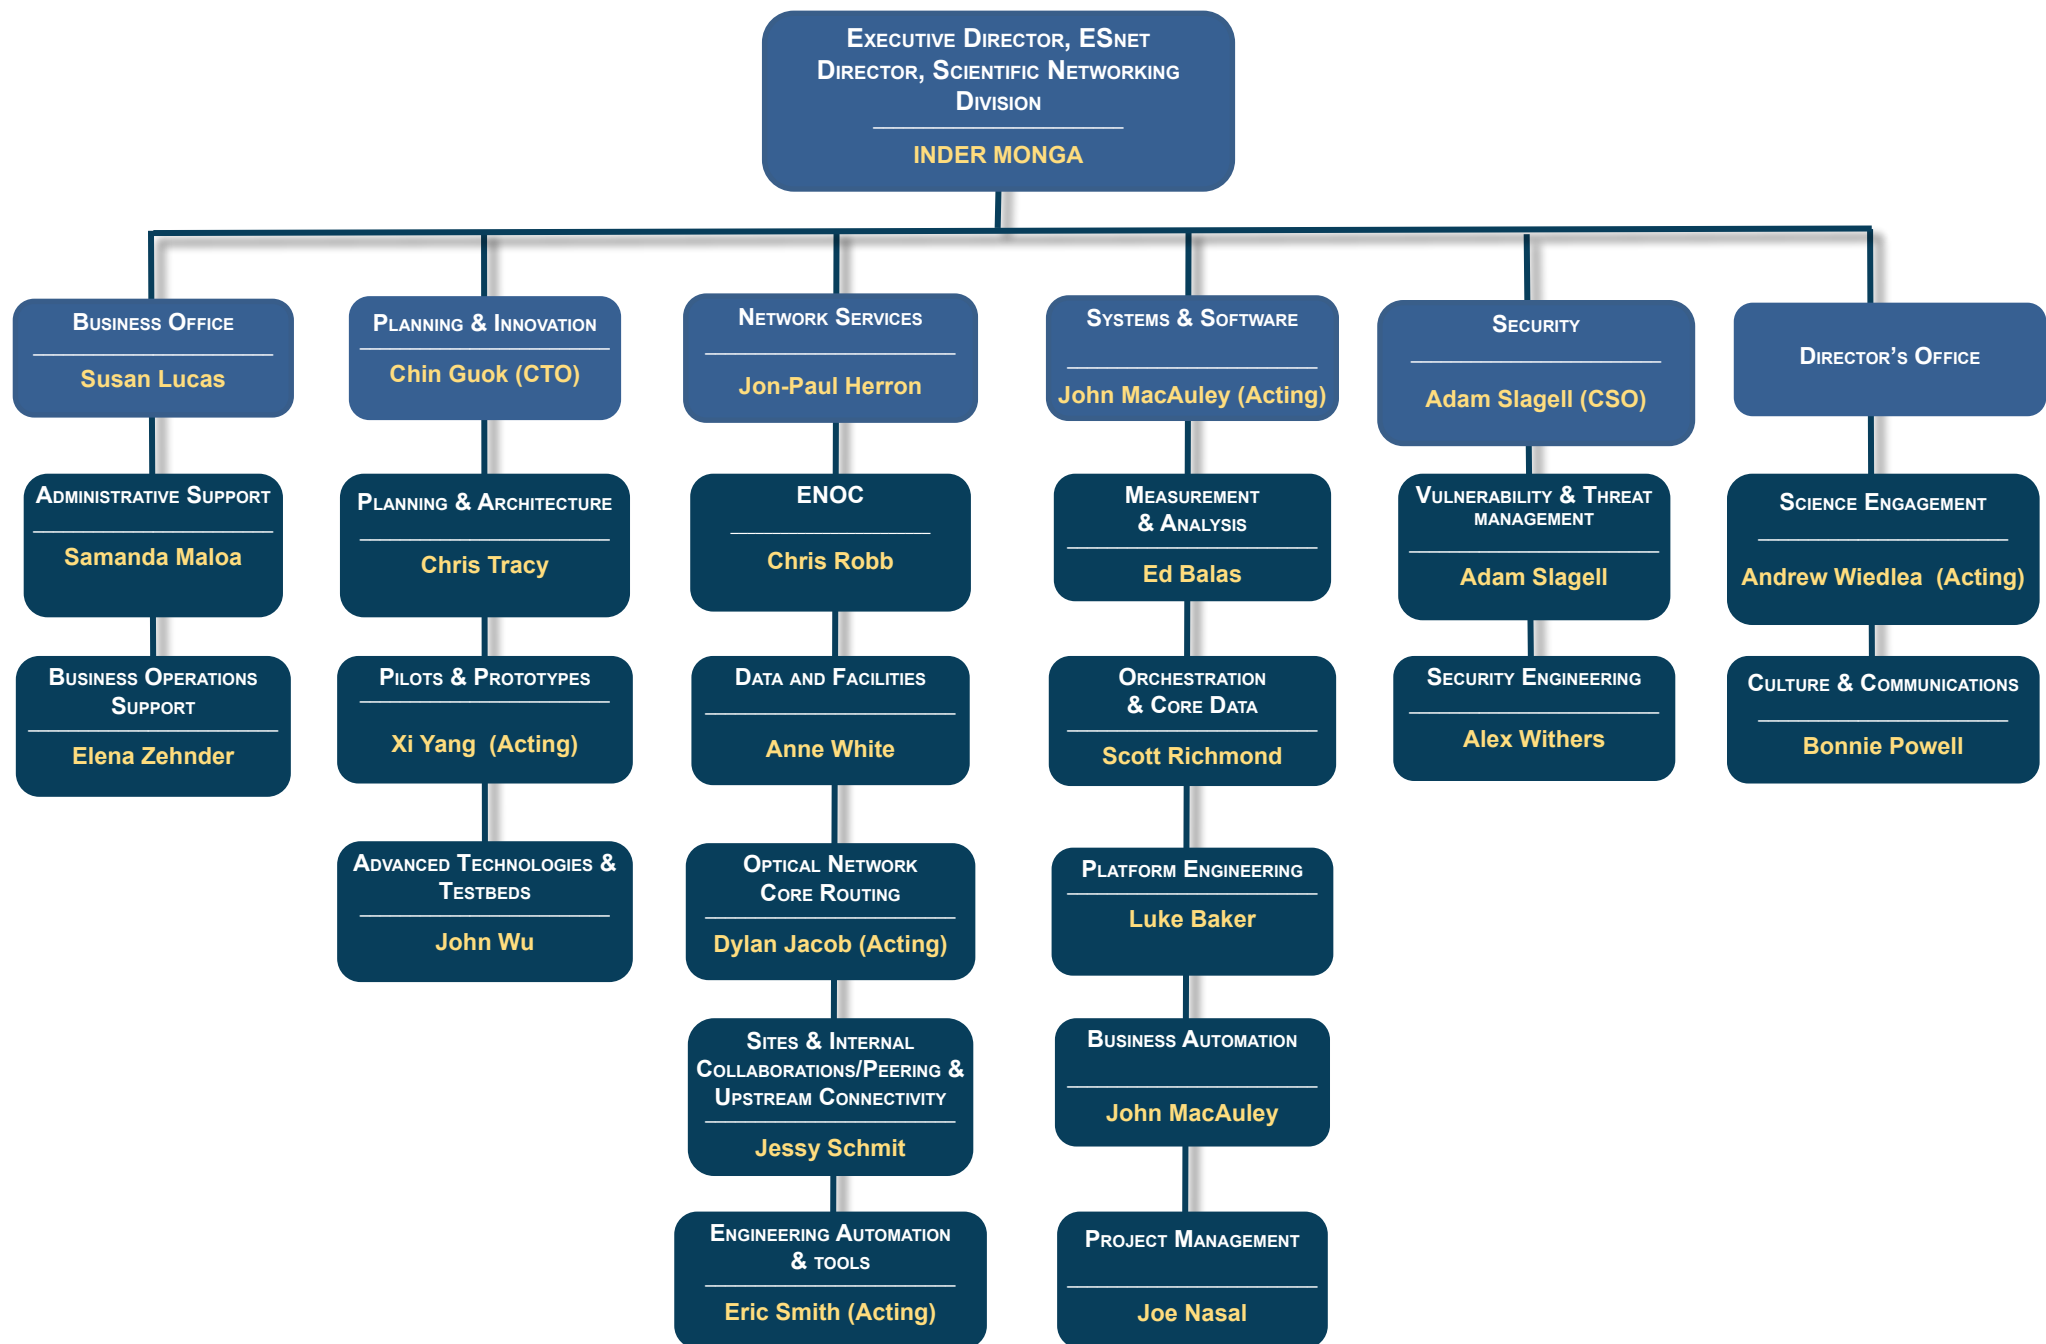 Executive Director, ESnet
Director, Scientific Networking
Division
INDER MONGA
Business Office
Susan Lucas
Administrative Support
Samanda Maloa
Business Operations
Support
Elena Zehnder
Planning & Innovation
Chin Guok (CTO)
Planning & Architecture
Chris Tracy
Pilots & Prototypes
Xi Yang (Acting)
Advanced Technologies &
Testbeds
John Wu
Network Services
Jon-Paul Herron
ENOC
Chris Robb
Data and Facilities
Anne White
Optical Network
Core Routing
Dylan Jacob (Acting)
Sites & Internal
Collaborations/Peering &
Upstream Connectivity
Jessy Schmit
Engineering Automation
& tools
Eric Smith (Acting)
Systems & Software
John MacAuley (Acting)
Measurement
& Analysis
Ed Balas
Orchestration
& Core Data
Scott Richmond
Platform Engineering
Luke Baker
Business Automation
John MacAuley
Project Management
Joe Nasal
Security
Adam Slagell (CSO)
Vulnerability & Threat
management
Adam Slagell
Security Engineering
Alex Withers
Director’s Office
Science Engagement
Andrew Wiedlea (Acting)
Culture & Communications
Bonnie Powell